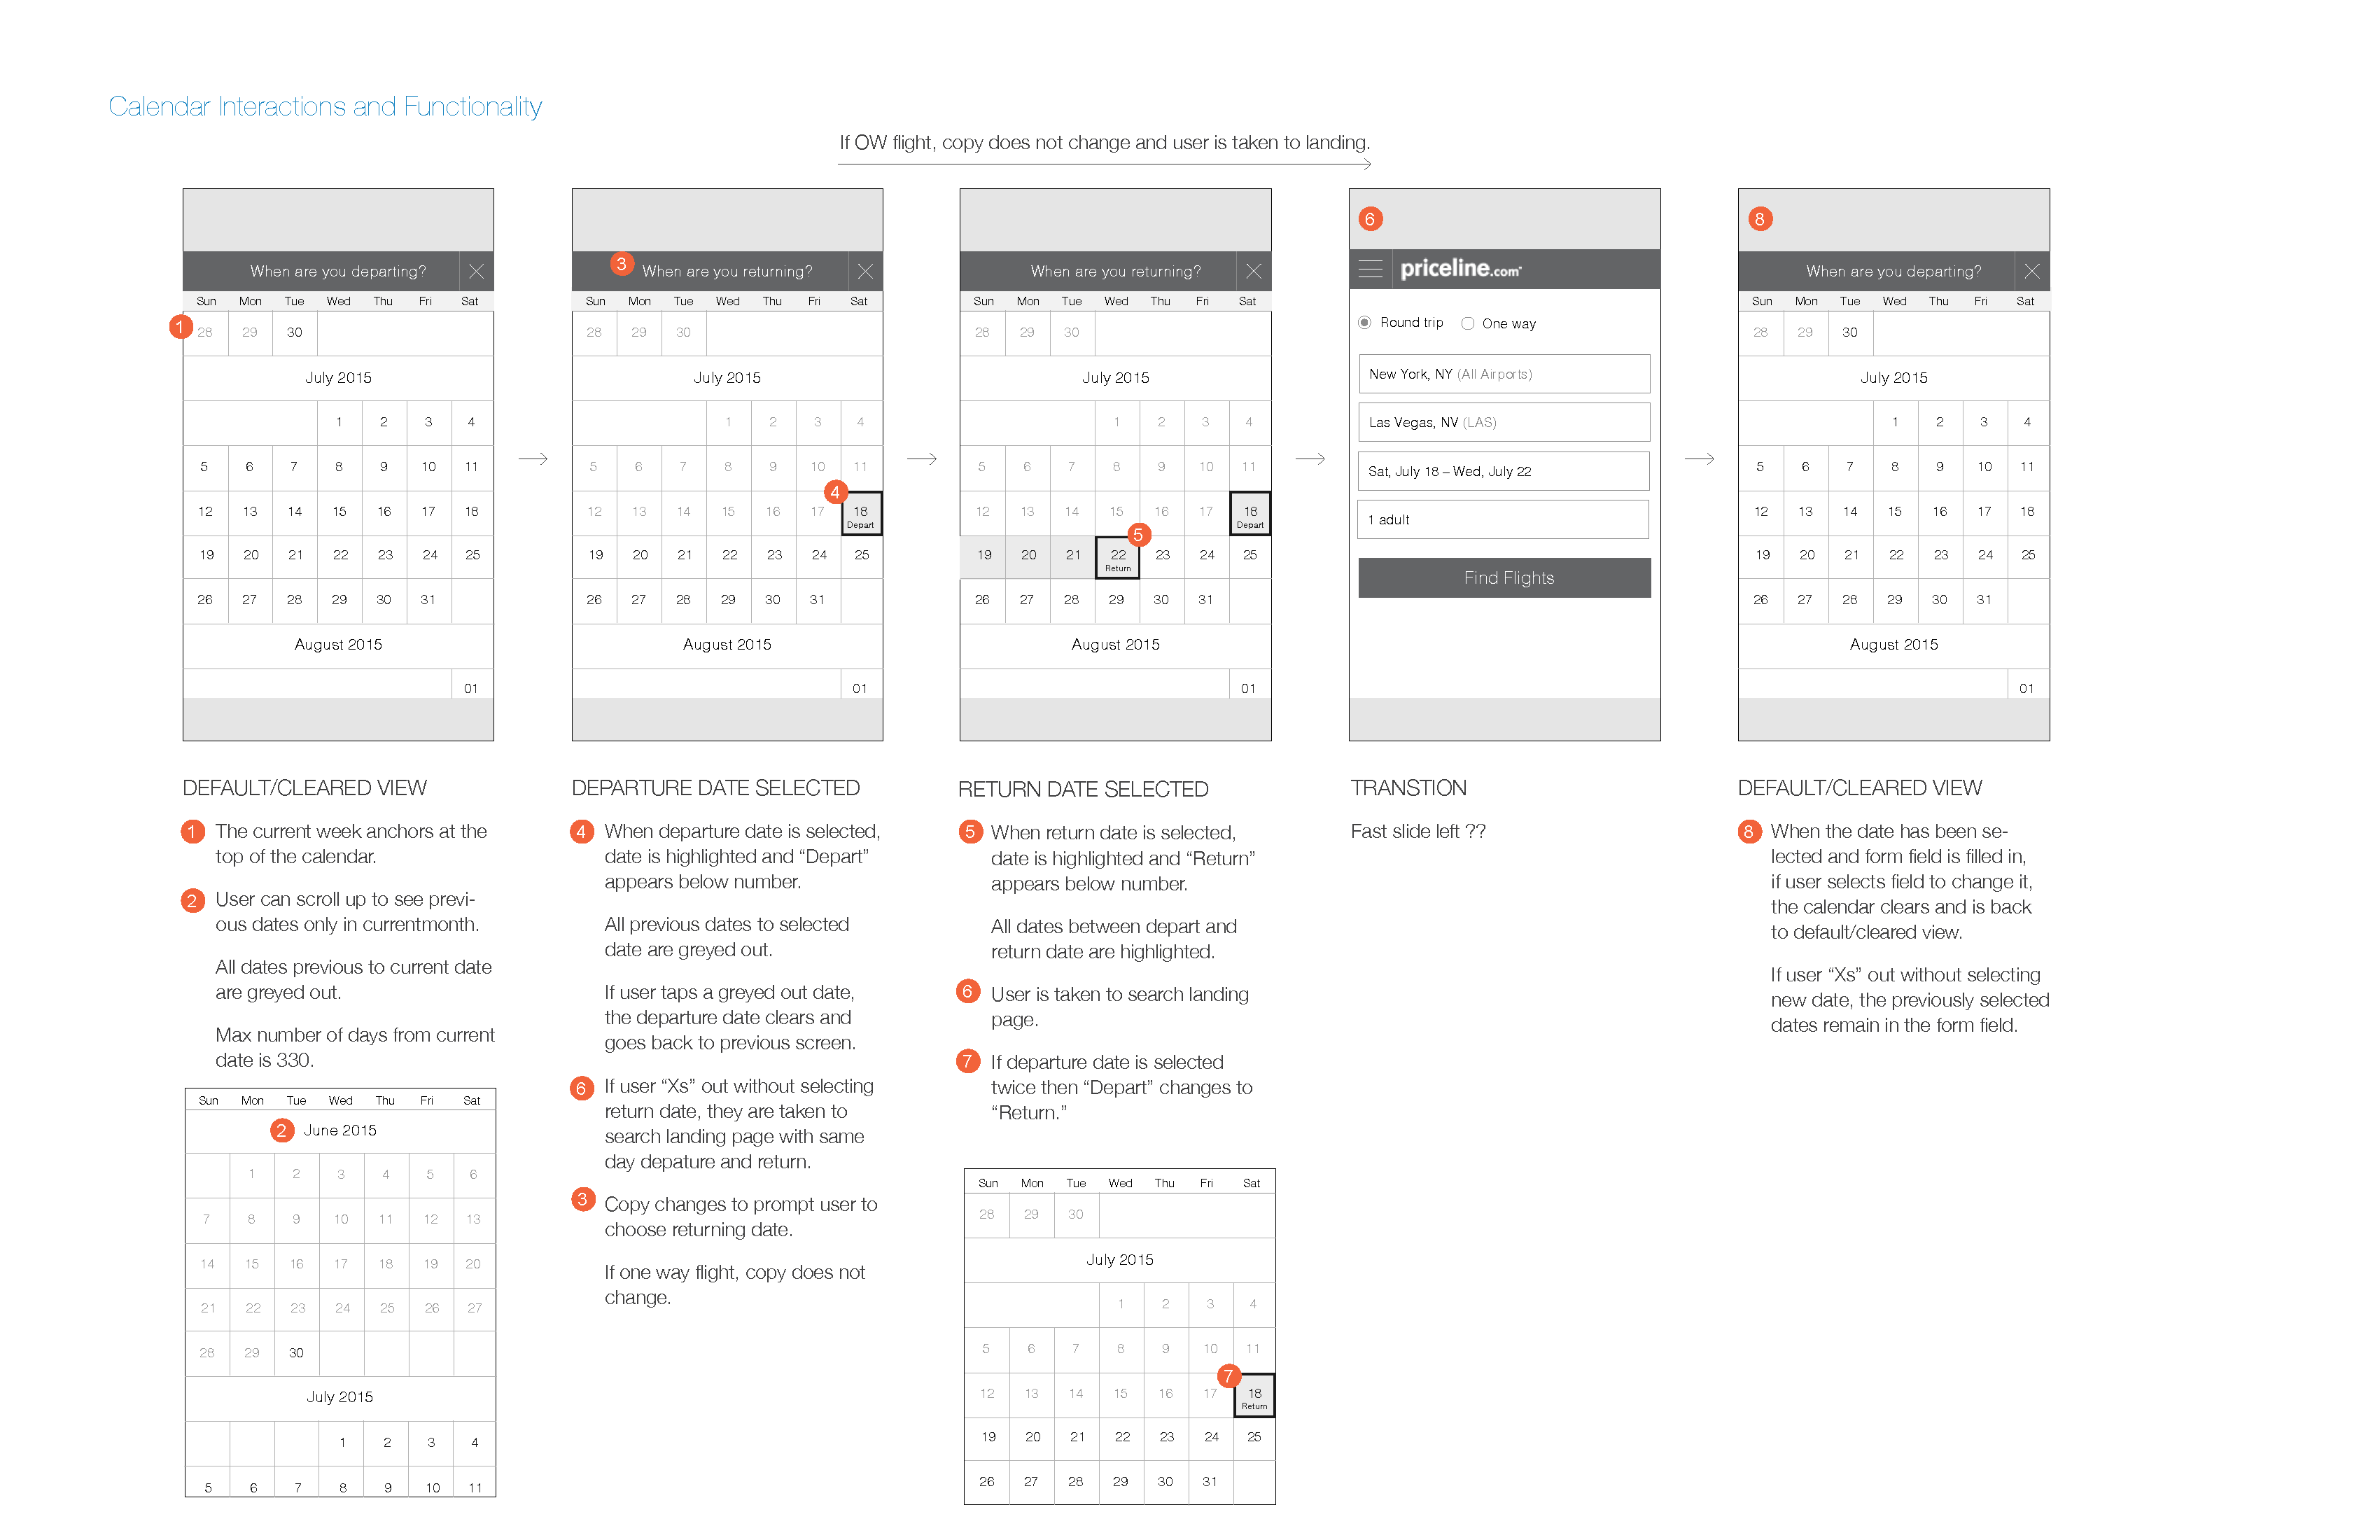 Calendar Interactions and Functionality
If OW flight, copy does not change and user is taken to landing.
When are you departing?
Sun Mon Tue Wed Thu Fri Sat
1
28 29 30
July 2015
1 2 3 4
5 6 7 8 9 10 11
12 13 14 15 16 17 18
19 20 21 22 23 24 25
26 27 28 29 30 31
August 2015
01
3
When are you returning?
Sun Mon Tue Wed Thu Fri Sat
28 29 30
July 2015
1 2 3 4
5 6 7 8 9 10 11
4
12 13 14 15 16 17 18
Depart
19 20 21 22 23 24 25
26 27 28 29 30 31
August 2015
01
When are you returning?
Sun Mon Tue Wed Thu Fri Sat
28 29 30
July 2015
1 2 3 4
5 6 7 8 9 10 11
12 13 14 15 16 17 18
Depart
5
19 20 21 22 23 24 25
Return
26 27 28 29 30 31
August 2015
01
6
priceline.com
Round trip One way
New York, NY (All Airports)
Las Vegas, NV (LAS)
Sat, July 18 – Wed, July 22
1 adult
Find Flights
8
When are you departing?
Sun Mon Tue Wed Thu Fri Sat
28 29 30
July 2015
1 2 3 4
5 6 7 8 9 10 11
12 13 14 15 16 17 18
19 20 21 22 23 24 25
26 27 28 29 30 31
August 2015
01
DEFAULT/CLEARED VIEW
1 The current week anchors at the
top of the calendar.
2 User can scroll up to see previ-
ous dates only in currentmonth.
All dates previous to current date
are greyed out.
Max number of days from current
date is 330.
Sun Mon Tue Wed Thu Fri Sat
2 June 2015
1 2 3 4 5 6
7 8 9 10 11 12 13
14 15 16 17 18 19 20
21 22 23 24 25 26 27
28 29 30
July 2015
1 2 3 4
5 6 7 8 9 10 11
DEPARTURE DATE SELECTED
4 When departure date is selected,
date is highlighted and “Depart”
appears below number.
All previous dates to selected
date are greyed out.
If user taps a greyed out date,
the departure date clears and
goes back to previous screen.
6 If user “Xs” out without selecting
return date, they are taken to
search landing page with same
day depature and return.
3 Copy changes to prompt user to
choose returning date.
If one way flight, copy does not
change.
RETURN DATE SELECTED
5 When return date is selected,
date is highlighted and “Return”
appears below number.
All dates between depart and
return date are highlighted.
6 User is taken to search landing
page.
7 If departure date is selected
twice then “Depart” changes to
“Return.”
Sun Mon Tue Wed Thu Fri Sat
28 29 30
July 2015
1 2 3 4
5 6 7 8 9 10 11
7
12 13 14 15 16 17 18
Return
19 20 21 22 23 24 25
26 27 28 29 30 31
TRANSTION
Fast slide left ??
DEFAULT/CLEARED VIEW
8 When the date has been se-
lected and form field is filled in,
if user selects field to change it,
the calendar clears and is back
to default/cleared view.
If user “Xs” out without selecting
new date, the previously selected
dates remain in the form field.